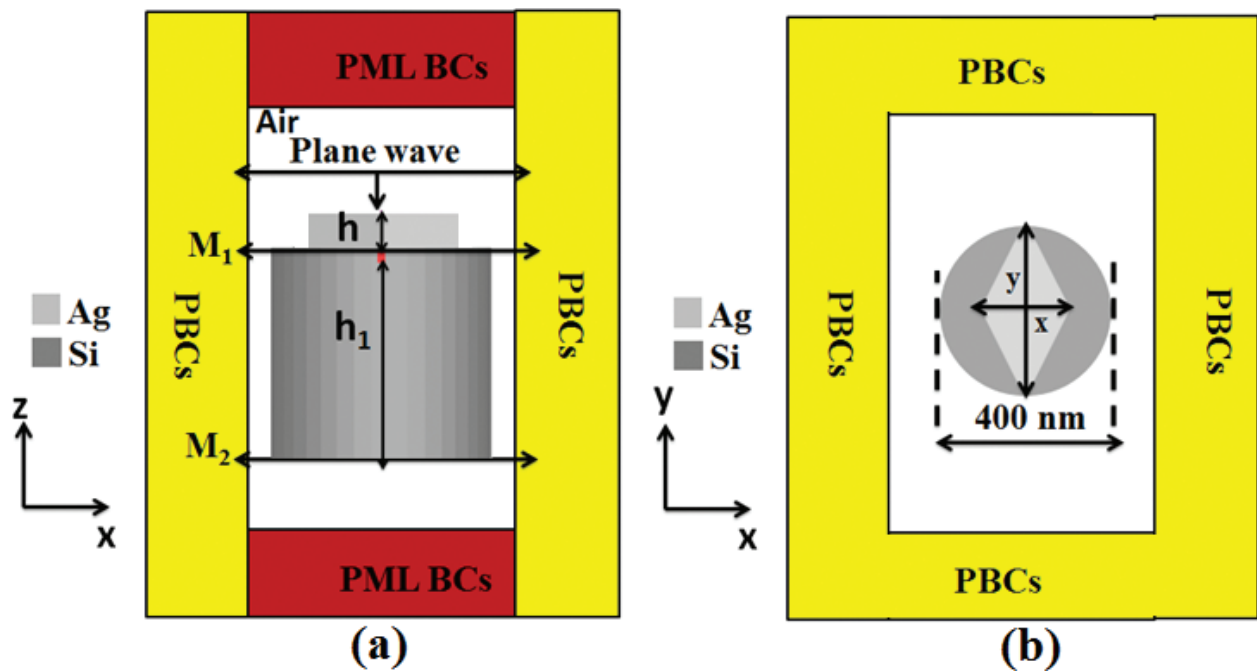 PML BCs
Air
Plane wave
h
M1
PBCs
PBCs
h1
Ag
Si
z
M2
x
PML BCs
(a)
PBCs
PBCs
PBCs
y
x
Ag
Si
400 nm
y
x
PBCs
(b)